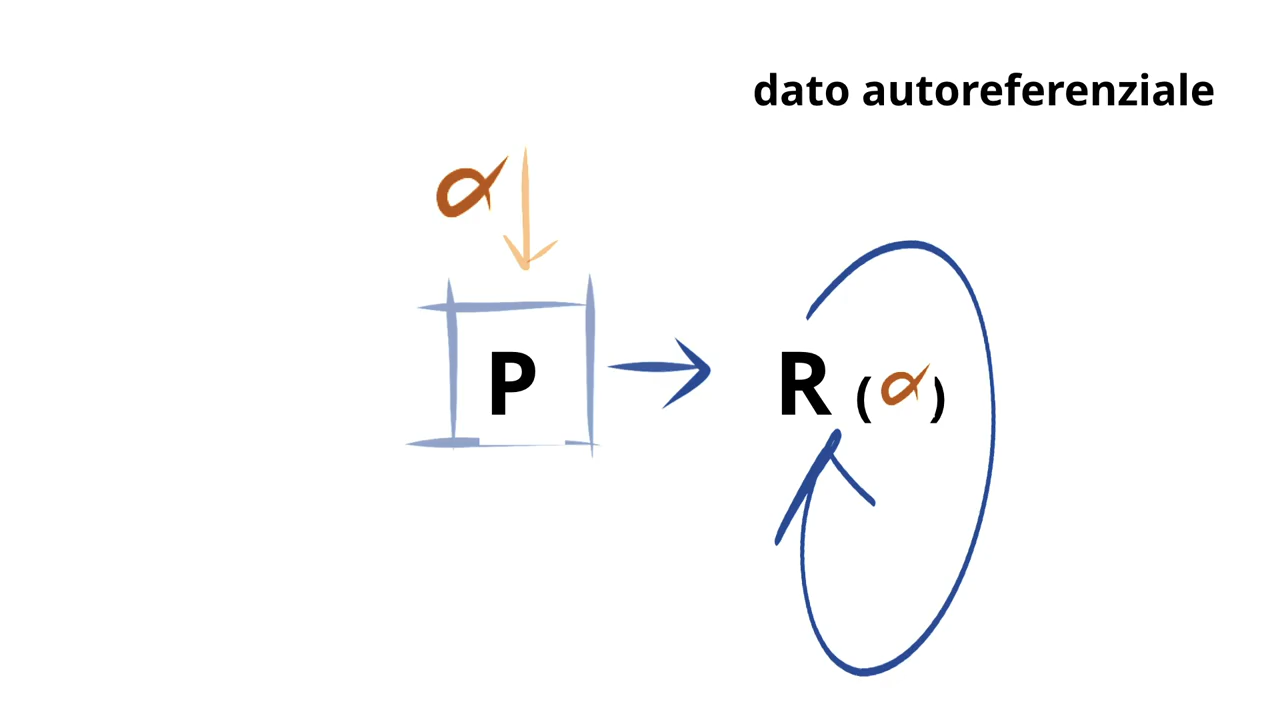 dato autoreferenziale
α
P
R (α)